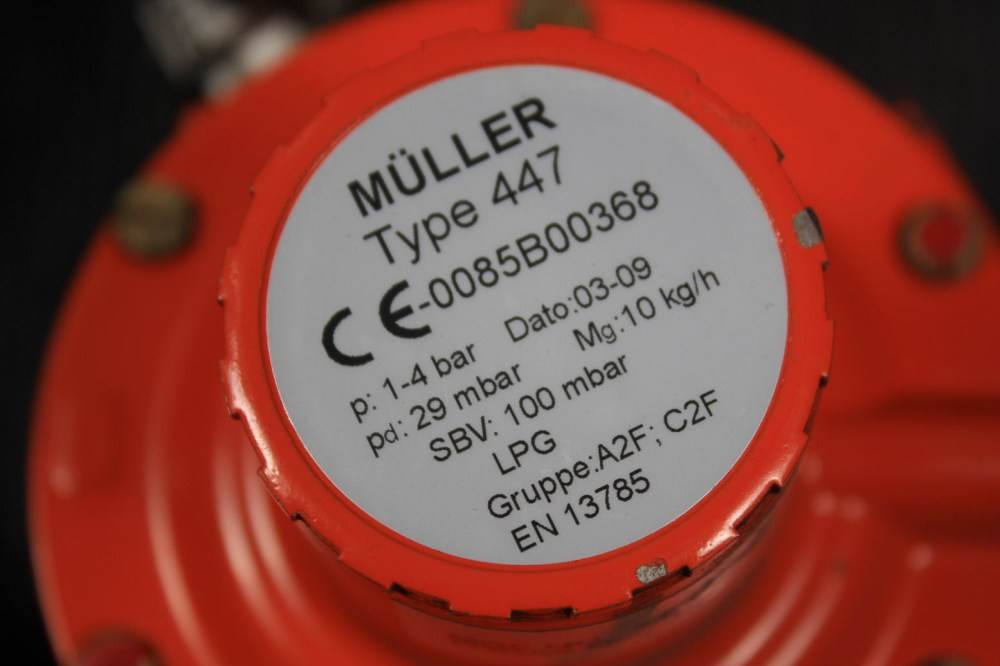 MÜLLER
Type 447
CE-0085B00368
p: 1-4 bar Dato:03-09
pd: 29 mbar Mg:10 kg/h
SBV: 100 mbar
LPG
Gruppe:A2F; C2F
EN 13785